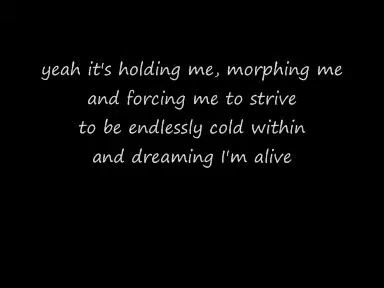 yeah it's holding me, morphing me
and forcing me to strive
to be endlessly cold within
and dreaming I'm alive